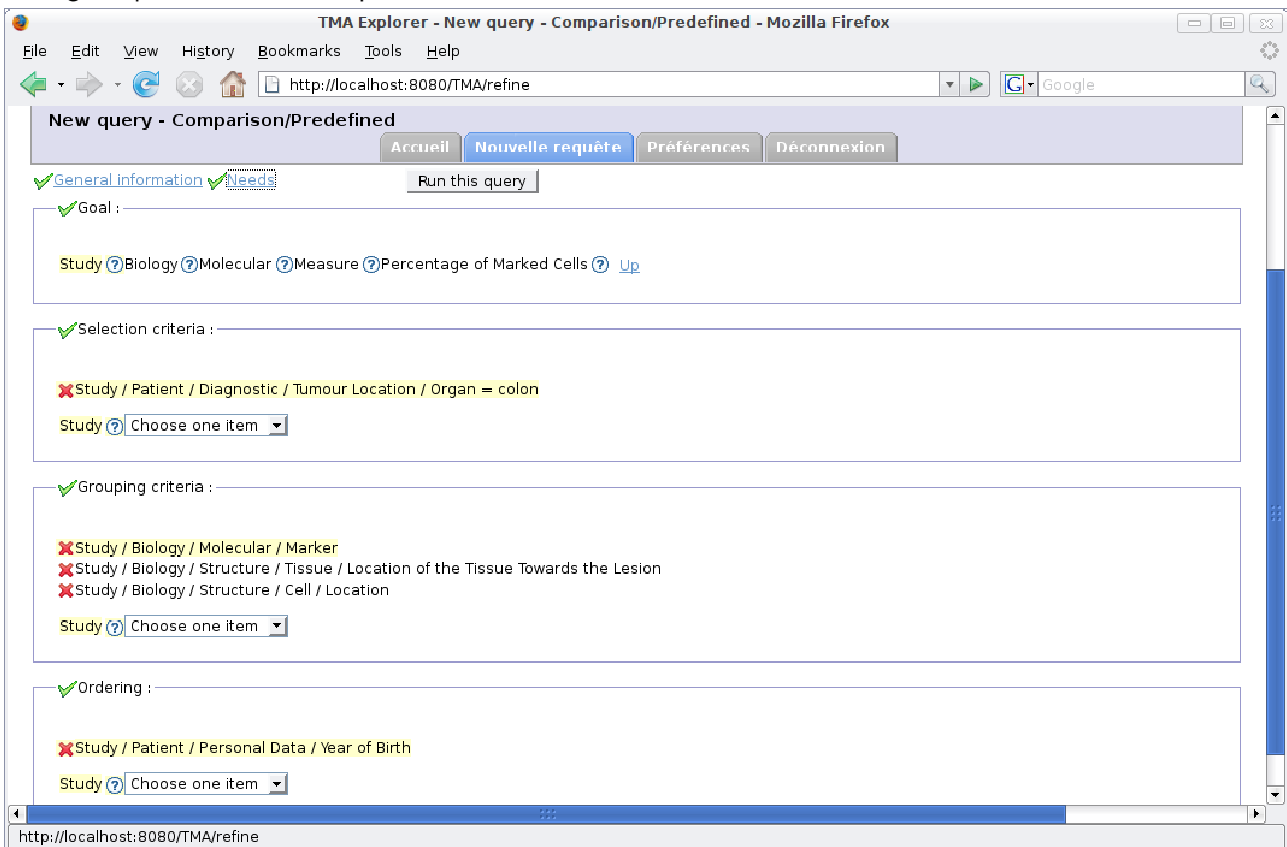 TMA Explorer - New query - Comparison/Predefined - Mozilla Firefox
File Edit View History Bookmarks Tools Help
http://localhost:8080/TMA/refine
G Google
New query - Comparison/Predefined
Accueil Nouvelle requête Préférences Déconnexion
General information Needs Run this query
Goal :
Study ? Biology ? Molecular ? Measure ? Percentage of Marked Cells ? Up
Selection criteria :
Study / Patient / Diagnostic / Tumour Location / Organ = colon
Study ? Choose one item
Grouping criteria :
Study / Biology / Molecular / Marker
Study / Biology / Structure / Tissue / Location of the Tissue Towards the Lesion
Study / Biology / Structure / Cell / Location
Study ? Choose one item
Ordering :
Study / Patient / Personal Data / Year of Birth
Study ? Choose one item
http://localhost:8080/TMA/refine